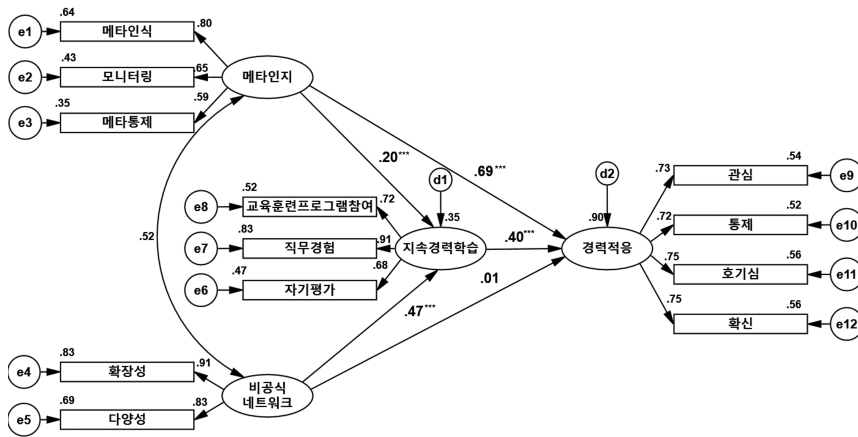 .64
e1
메타인식
.80
.43
e2
모니터링
.65
메타인지
.35
e3
메타통제
.59
.52
.20***
.69***
.47***
.01
.40***
d1
.35
지속경력학습
.52
e8
교육훈련프로그램참여
.72
.83
e7
직무경험
.91
.47
e6
자기평가
.68
.83
e4
확장성
.91
.69
e5
다양성
.83
비공식
네트워크
d2
.90
경력적응
.73
.54
관심
e9
.72
.52
통제
e10
.75
.56
호기심
e11
.75
.56
확신
e12